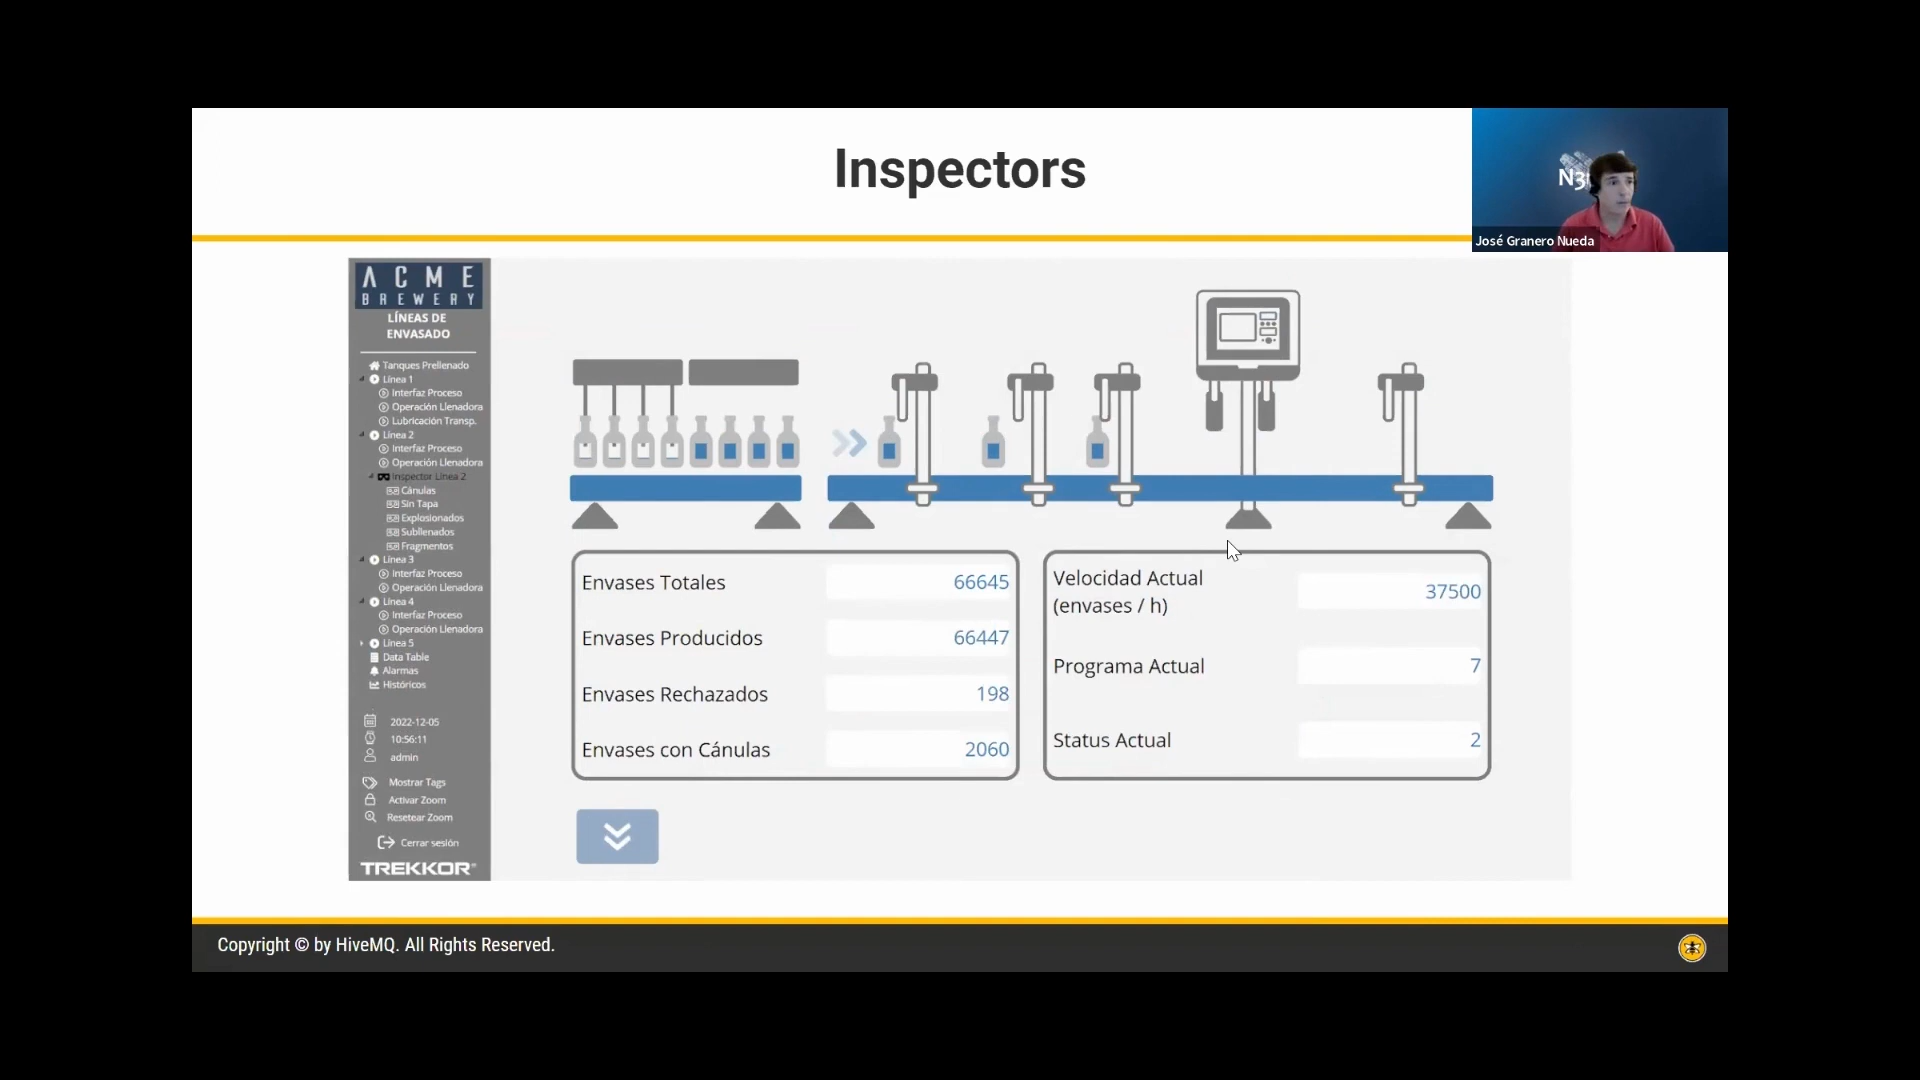 Inspectors
N3
José Granero Nueda
ACME
BREWERY
LÍNEAS DE
ENVASADO
Tanques Prellenado
Línea 1
Interfaz Proceso
Operación Llenadora
Lubricación Transp.
Línea 2
Interfaz Proceso
Operación Llenadora
Inspector Línea 2
Cánulas
Sin Tapa
Explosionados
Subllenados
Fragmentos
Línea 3
Interfaz Proceso
Operación Llenadora
Línea 4
Interfaz Proceso
Operación Llenadora
Línea 5
Data Table
Alarmas
Históricos
2022-12-05
10:56:11
admin
Mostrar Tags
Activar Zoom
Resetear Zoom
Cerrar sesión
TREKKOR
Envases Totales 66645
Envases Producidos 66447
Envases Rechazados 198
Envases con Cánulas 2060
Velocidad Actual
(envases / h) 37500
Programa Actual 7
Status Actual 2
Copyright © by HiveMQ. All Rights Reserved.